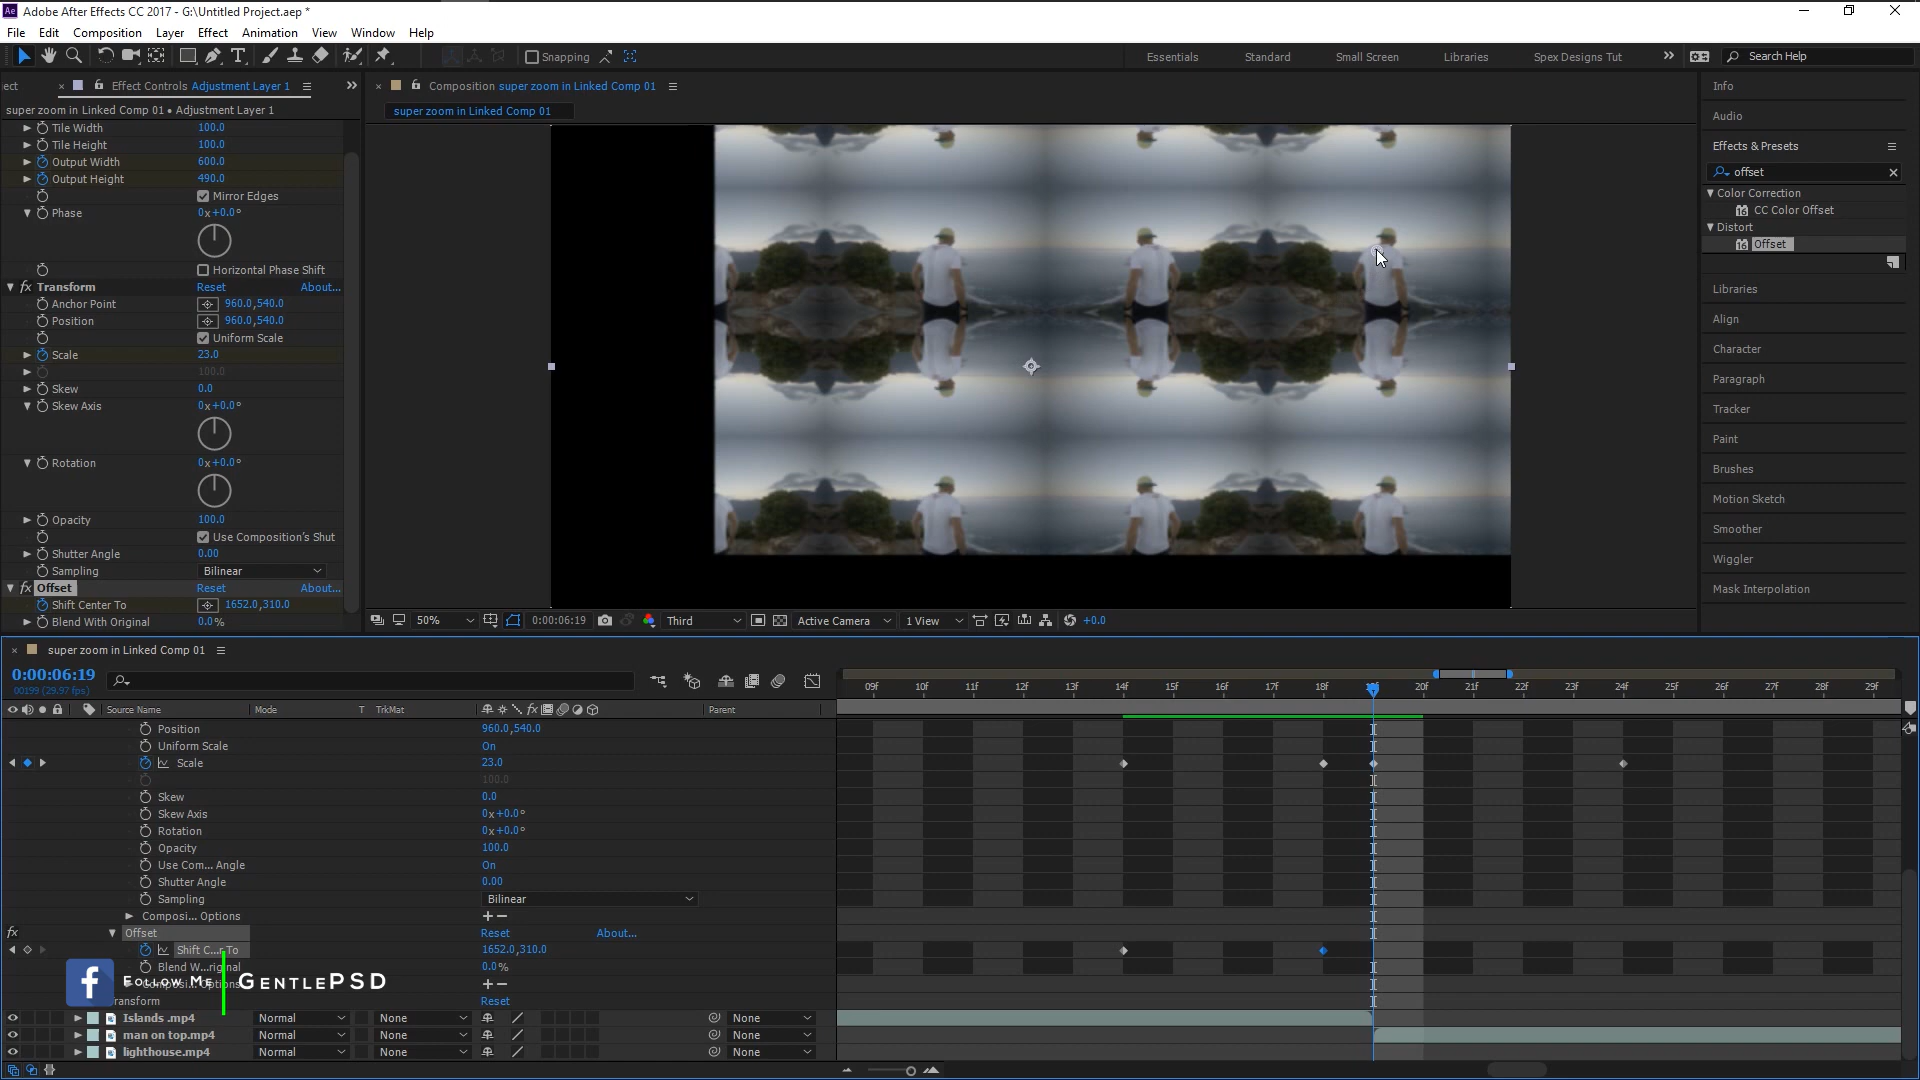 Adobe After Effects CC 2017 - G:\Untitled Project.aep *
File Edit Composition Layer Effect Animation View Window Help
Snapping Essentials Standard Small Screen Libraries Spex Designs Tut Search Help
ect Effect Controls Adjustment Layer 1
super zoom in Linked Comp 01 • Adjustment Layer 1
Tile Width 100.0
Tile Height 100.0
Output Width 600.0
Output Height 490.0
Mirror Edges
Phase 0x+0.0°
Horizontal Phase Shift
fx Transform Reset About...
Anchor Point 960.0,540.0
Position 960.0,540.0
Uniform Scale
Scale 23.0
100.0
Skew 0.0
Skew Axis 0x+0.0°
Rotation 0x+0.0°
Opacity 100.0
Use Composition's Shut
Shutter Angle 0.00
Sampling Bilinear
fx Offset Reset About...
Shift Center To 1652.0,310.0
Blend With Original 0.0%
Composition super zoom in Linked Comp 01
super zoom in Linked Comp 01
50% 0:00:06:19 Third Active Camera 1 View +0.0
Info
Audio
Effects & Presets
offset
Color Correction
CC Color Offset
Distort
Offset
Libraries
Align
Character
Paragraph
Tracker
Paint
Brushes
Motion Sketch
Smoother
Wiggler
Mask Interpolation
super zoom in Linked Comp 01
0:00:06:19
00199 (29.97 fps)
09f 10f 11f 12f 13f 14f 15f 16f 17f 18f 19f 20f 21f 22f 23f 24f 25f 26f 27f 28f 29f
Source Name Mode T TrkMat fx Parent
Position 960.0,540.0
Uniform Scale On
Scale 23.0
100.0
Skew 0.0
Skew Axis 0x+0.0°
Rotation 0x+0.0°
Opacity 100.0
Use Com... Angle On
Shutter Angle 0.00
Sampling Bilinear
Composi... Options
fx Offset Reset About...
Shift C...r To 1652.0,310.0
Blend W...riginal 0.0%
Composi... Options
FOLLOW ME GENTLEPSD
ransform Reset
Islands .mp4 Normal None None
man on top.mp4 Normal None None
lighthouse.mp4 Normal None None